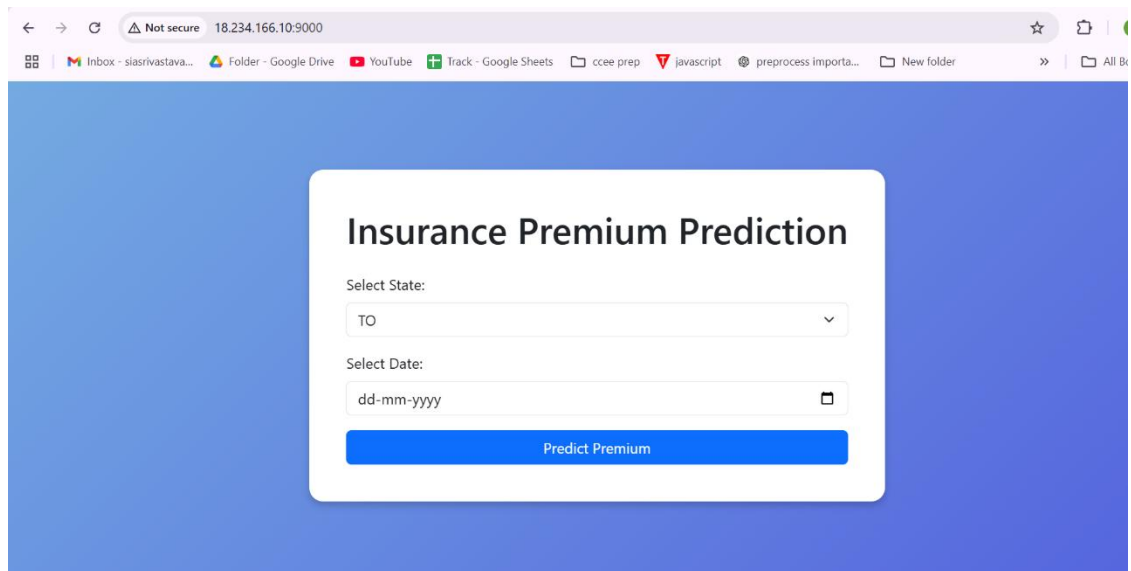 Not secure 18.234.166.10:9000
Inbox - siasrivastava... Folder - Google Drive YouTube Track - Google Sheets ccee prep javascript preprocess importa... New folder » All Bo
Insurance Premium Prediction
Select State:
TO
Select Date:
dd-mm-yyyy
Predict Premium